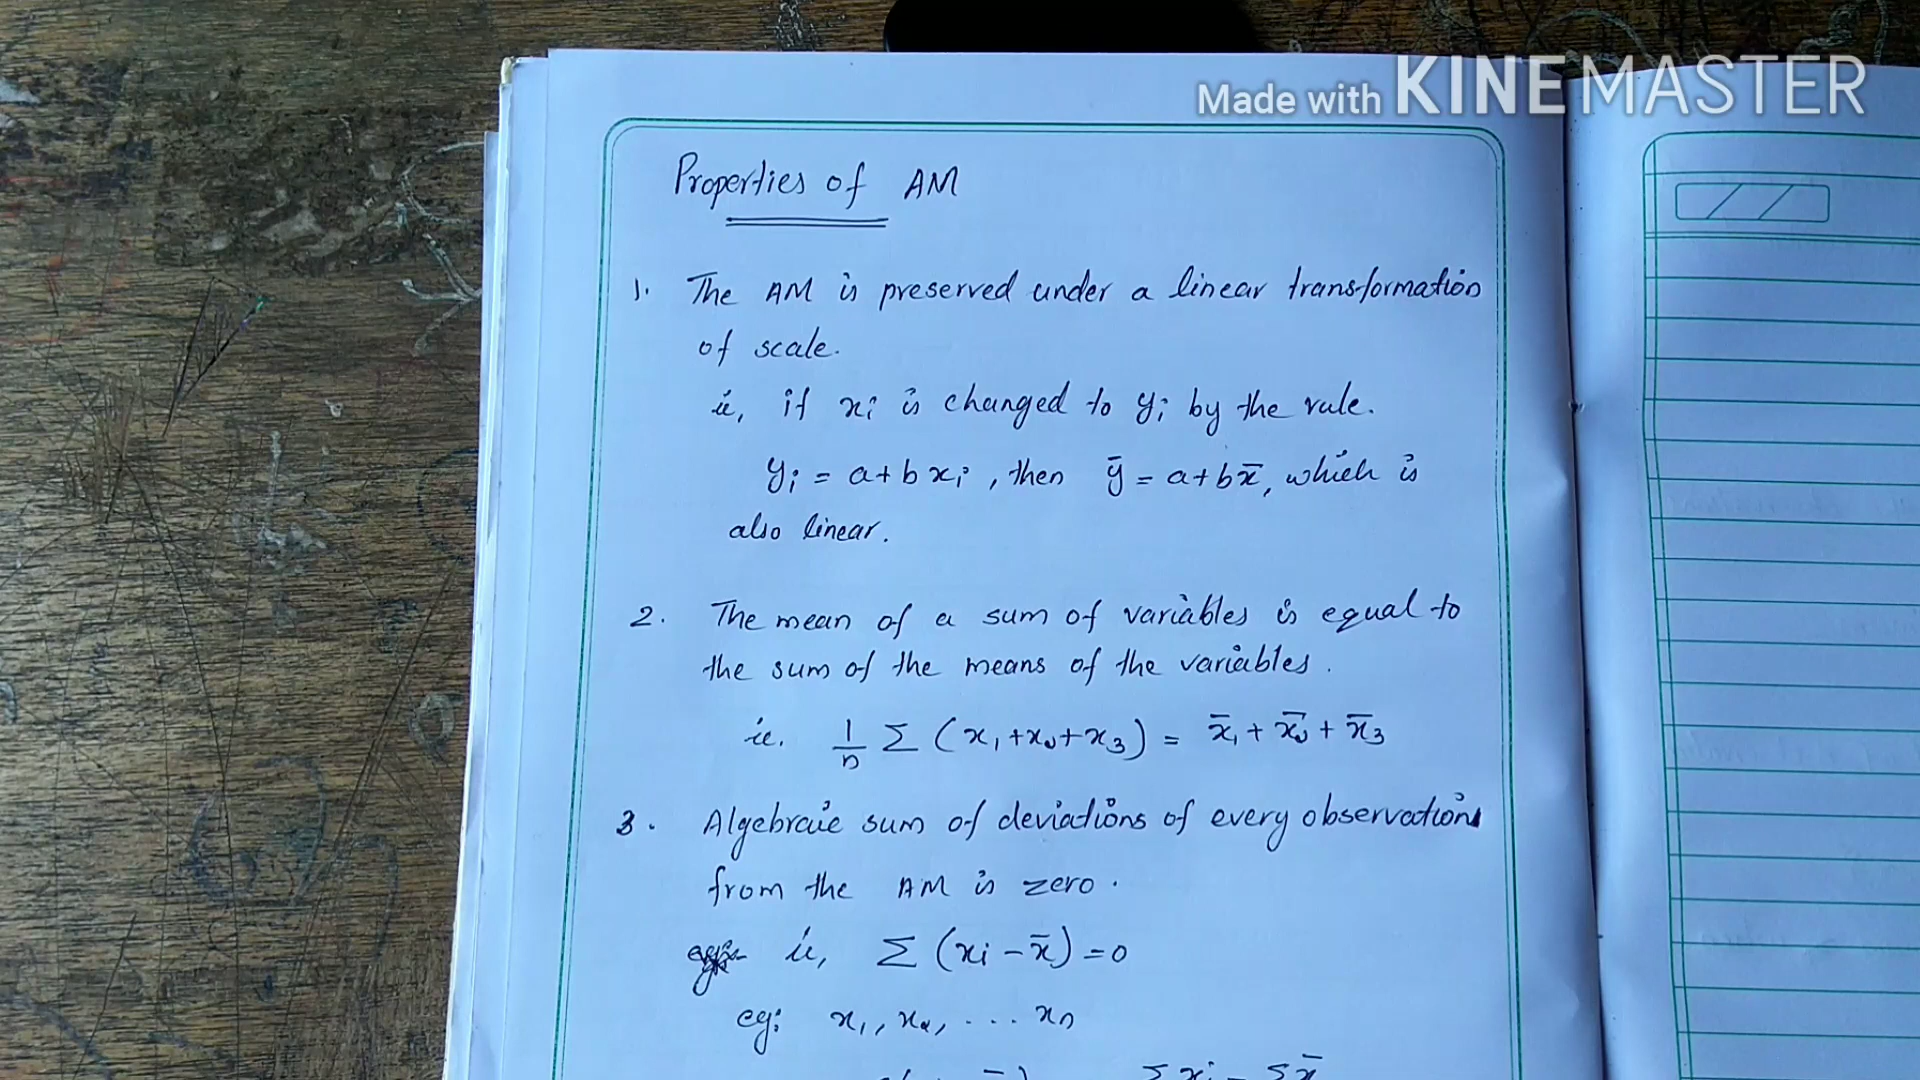 Made with KINEMASTER
Properties of AM
1. The AM is preserved under a linear transformation
of scale.
ie, if xi is changed to yi by the rule.
yi = a+bxi, then ȳ = a+bx̄, which is
also linear.
2. The mean of a sum of variables is equal to
the sum of the means of the variables.
ie. 1/n Σ (x₁+x₂+x₃) = x̄₁ + x̄₂ + x̄₃
3. Algebraic sum of deviations of every observations
from the AM is zero.
ie, Σ (xi - x̄) = 0
eg: x₁, x₂, ... xn
Σxi - Σx̄